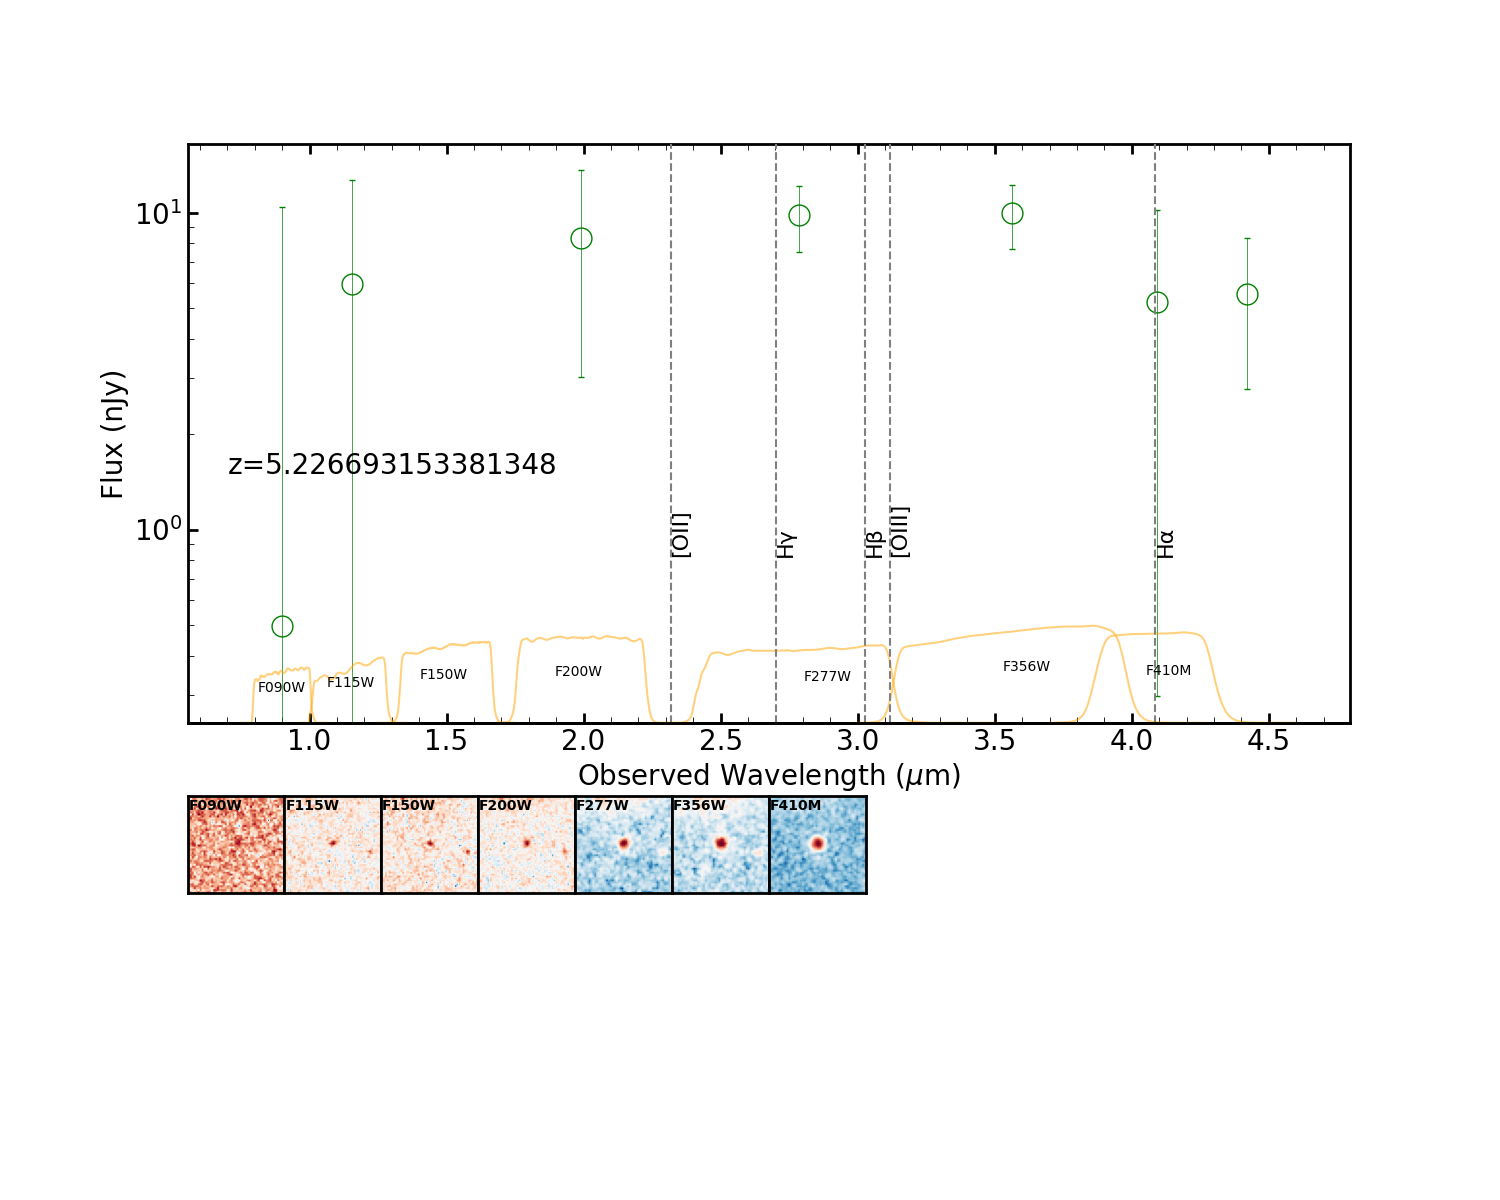 10¹
10⁰
Flux (nJy)
z=5.226693153381348
[OII]
Hγ
Hβ
[OIII]
Hα
F090W
F115W
F150W
F200W
F277W
F356W
F410M
1.0 1.5 2.0 2.5 3.0 3.5 4.0 4.5
Observed Wavelength (μm)
F090W F115W F150W F200W F277W F356W F410M